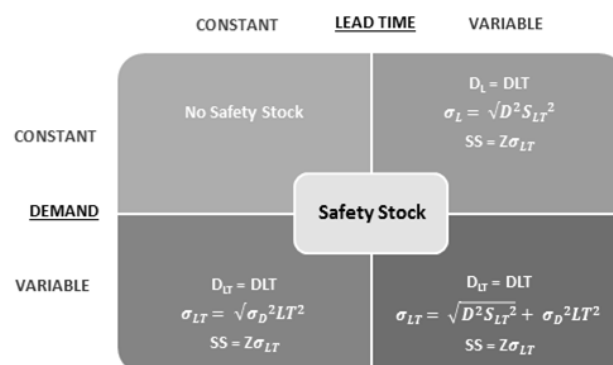 CONSTANT LEAD TIME VARIABLE
CONSTANT
No Safety Stock
D_L = DLT
σ_L = √D²S_LT²
SS = Zσ_LT
DEMAND
Safety Stock
VARIABLE
D_LT = DLT
σ_LT = √σ_D²LT²
SS = Zσ_LT
D_LT = DLT
σ_LT = √D²S_LT² + σ_D²LT²
SS = Zσ_LT